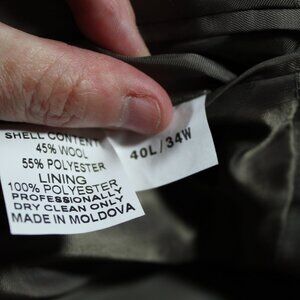 SHELL CONTENT
45% WOOL
55% POLYESTER
LINING
100% POLYESTER
PROFESSIONALLY
DRY CLEAN ONLY
MADE IN MOLDOVA
40L/34W